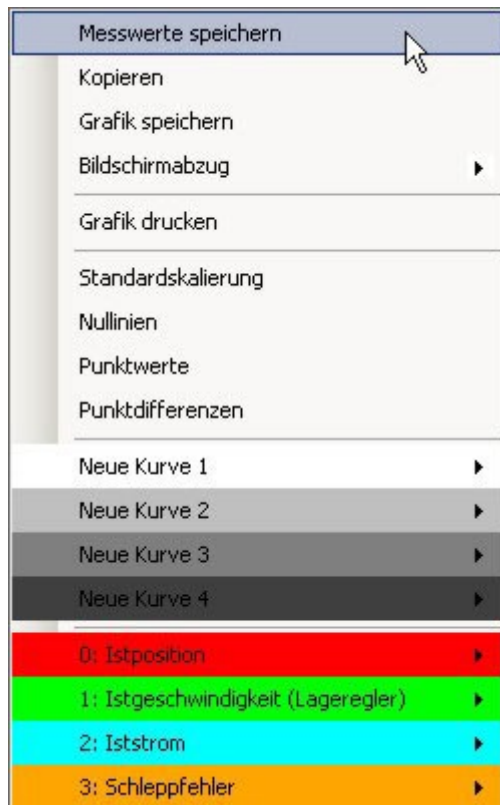 Messwerte speichern
Kopieren
Grafik speichern
Bildschirmabzug
Grafik drucken
Standardskalierung
Nullinien
Punktwerte
Punktdifferenzen
Neue Kurve 1
Neue Kurve 2
Neue Kurve 3
Neue Kurve 4
0: Istposition
1: Istgeschwindigkeit (Lageregler)
2: Iststrom
3: Schleppfehler